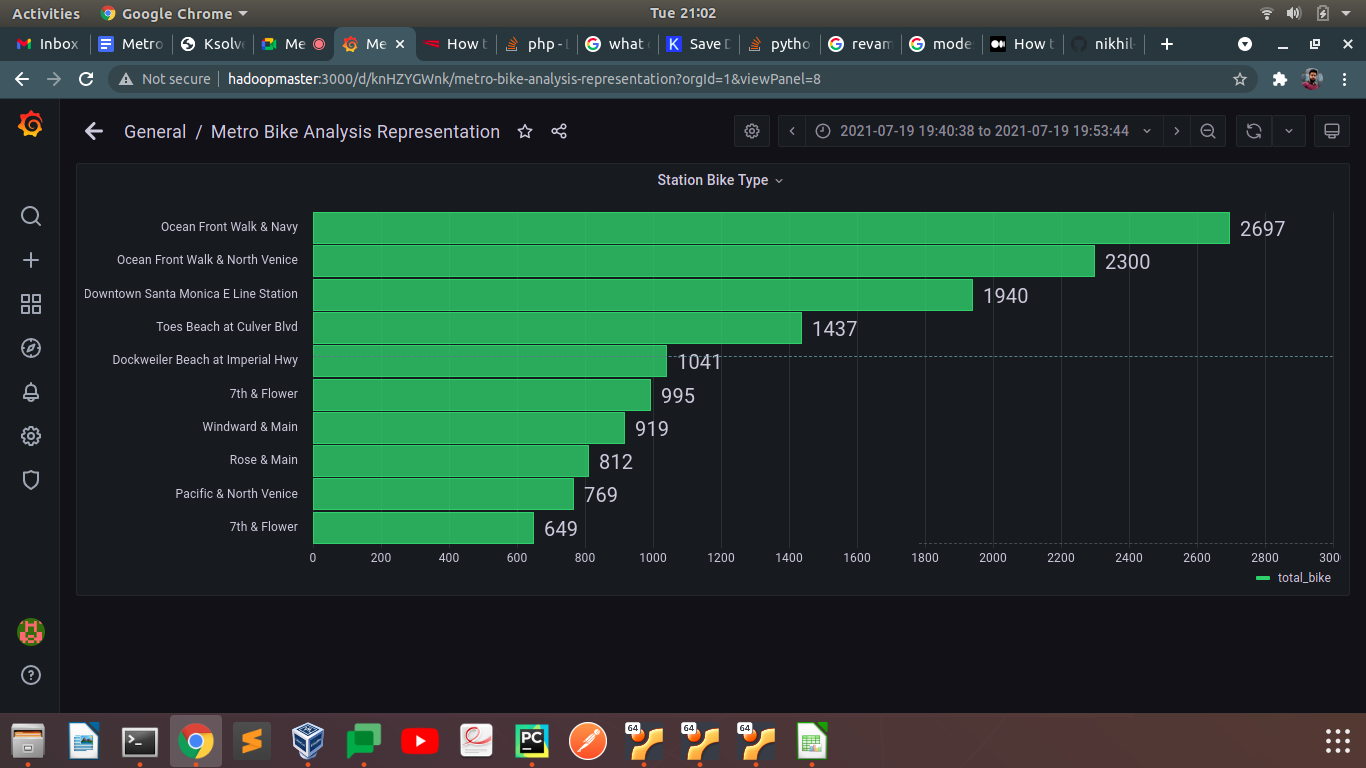 Activities Google Chrome Tue 21:02
Inbox Metro Ksolve Me Me How t php - L what Save D pytho revam mode How t nikhil-
Not secure hadoopmaster:3000/d/knHZYGWnk/metro-bike-analysis-representation?orgId=1&viewPanel=8
General / Metro Bike Analysis Representation 2021-07-19 19:40:38 to 2021-07-19 19:53:44
Station Bike Type
Ocean Front Walk & Navy 2697
Ocean Front Walk & North Venice 2300
Downtown Santa Monica E Line Station 1940
Toes Beach at Culver Blvd 1437
Dockweiler Beach at Imperial Hwy 1041
7th & Flower 995
Windward & Main 919
Rose & Main 812
Pacific & North Venice 769
7th & Flower 649
0 200 400 600 800 1000 1200 1400 1600 1800 2000 2200 2400 2600 2800 300
total_bike
PC 64 64 64